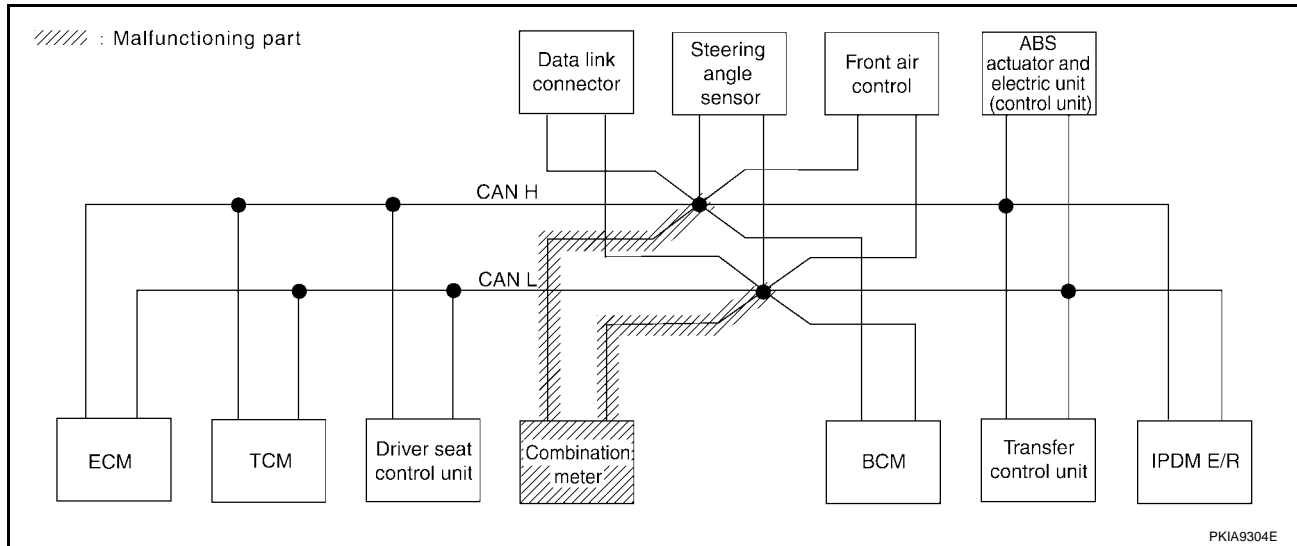 : Malfunctioning part
Data link
connector
Steering
angle
sensor
Front air
control
ABS
actuator and
electric unit
(control unit)
CAN H
CAN L
ECM
TCM
Driver seat
control unit
Combination
meter
BCM
Transfer
control unit
IPDM E/R
PKIA9304E